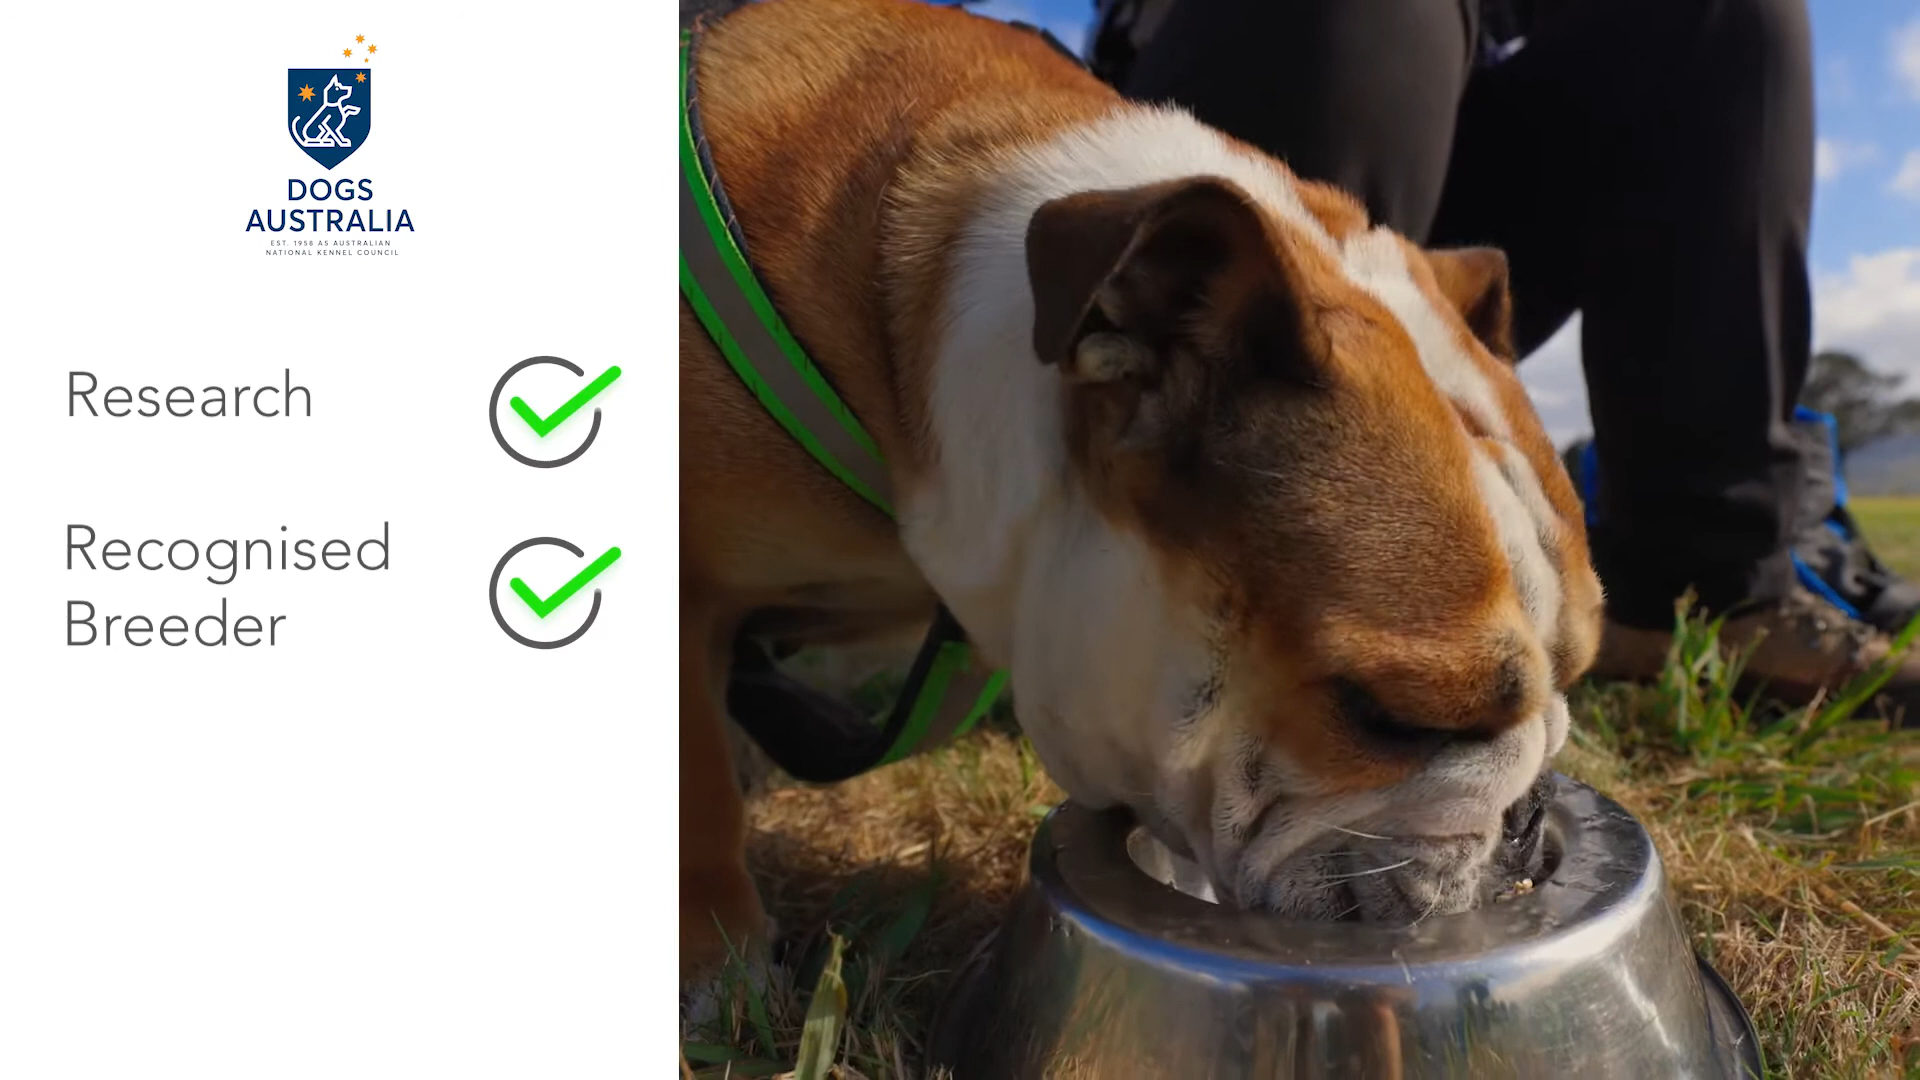 DOGS
AUSTRALIA
EST. 1958 AS AUSTRALIAN
NATIONAL KENNEL COUNCIL
Research
Recognised
Breeder